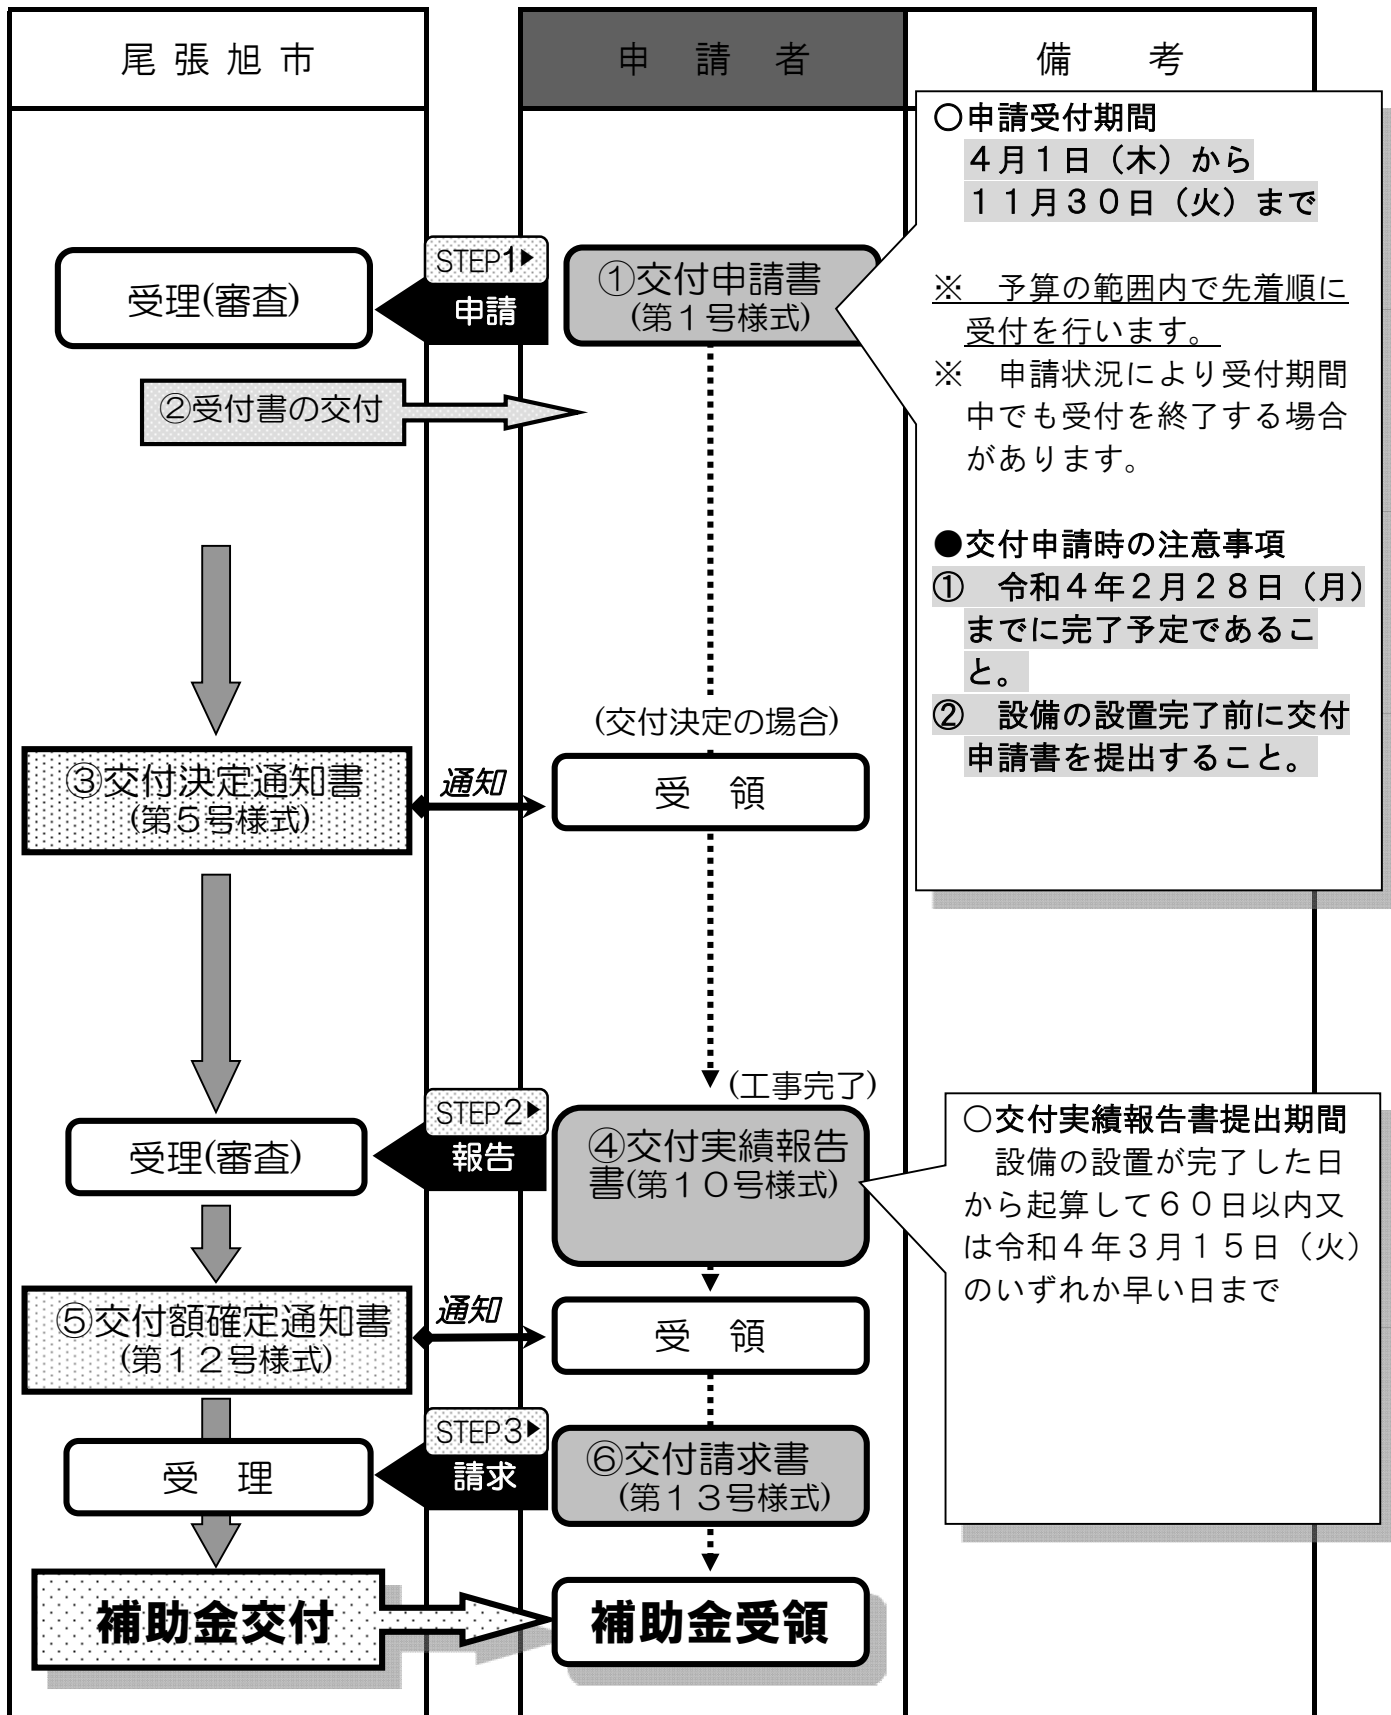 尾張旭市
申請者
備考
○申請受付期間
４月１日（木）から
１１月３０日（火）まで
※　予算の範囲内で先着順に
受付を行います。
※　申請状況により受付期間
中でも受付を終了する場合
があります。
●交付申請時の注意事項
①　令和４年２月２８日（月）
までに完了予定であるこ
と。
②　設備の設置完了前に交付
申請書を提出すること。
STEP1▶
申請
①交付申請書
(第１号様式)
受理(審査)
②受付書の交付
(交付決定の場合)
③交付決定通知書
(第５号様式)
通知
受　領
(工事完了)
STEP2▶
報告
④交付実績報告
書(第１０号様式)
受理(審査)
○交付実績報告書提出期間
設備の設置が完了した日
から起算して６０日以内又
は令和４年３月１５日（火）
のいずれか早い日まで
⑤交付額確定通知書
(第１２号様式)
通知
受　領
STEP3▶
請求
⑥交付請求書
(第１３号様式)
受　理
補助金交付
補助金受領